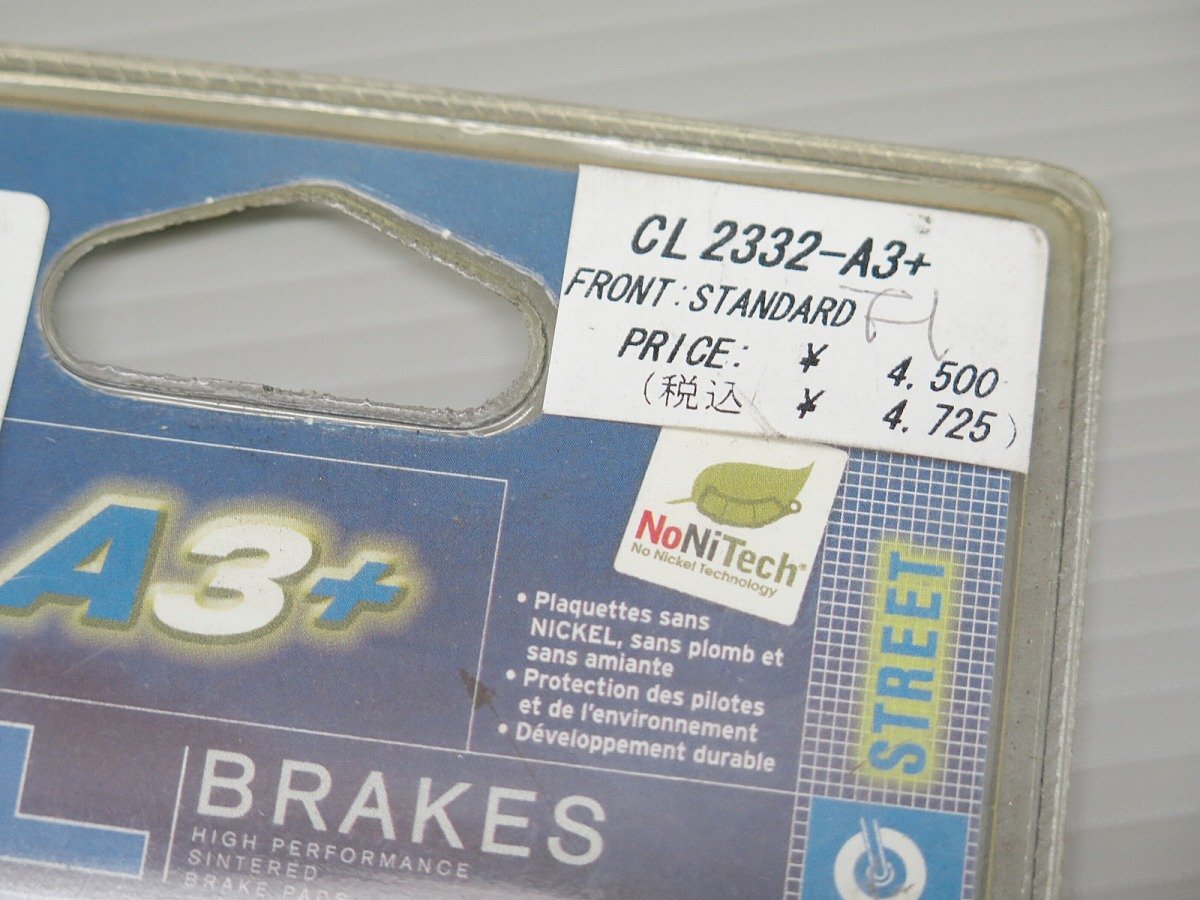 CL 2332-A3+
FRONT:STANDARD
PRICE: ¥ 4.500
(税込 ¥ 4.725)
NoNiTech®
No Nickel Technology
A3+
• Plaquettes sans
NICKEL, sans plomb et
sans amiante
• Protection des pilotes
et de l'environnement
• Développement durable
STREET
BRAKES
HIGH PERFORMANCE
SINTERED
BRAKE PADS